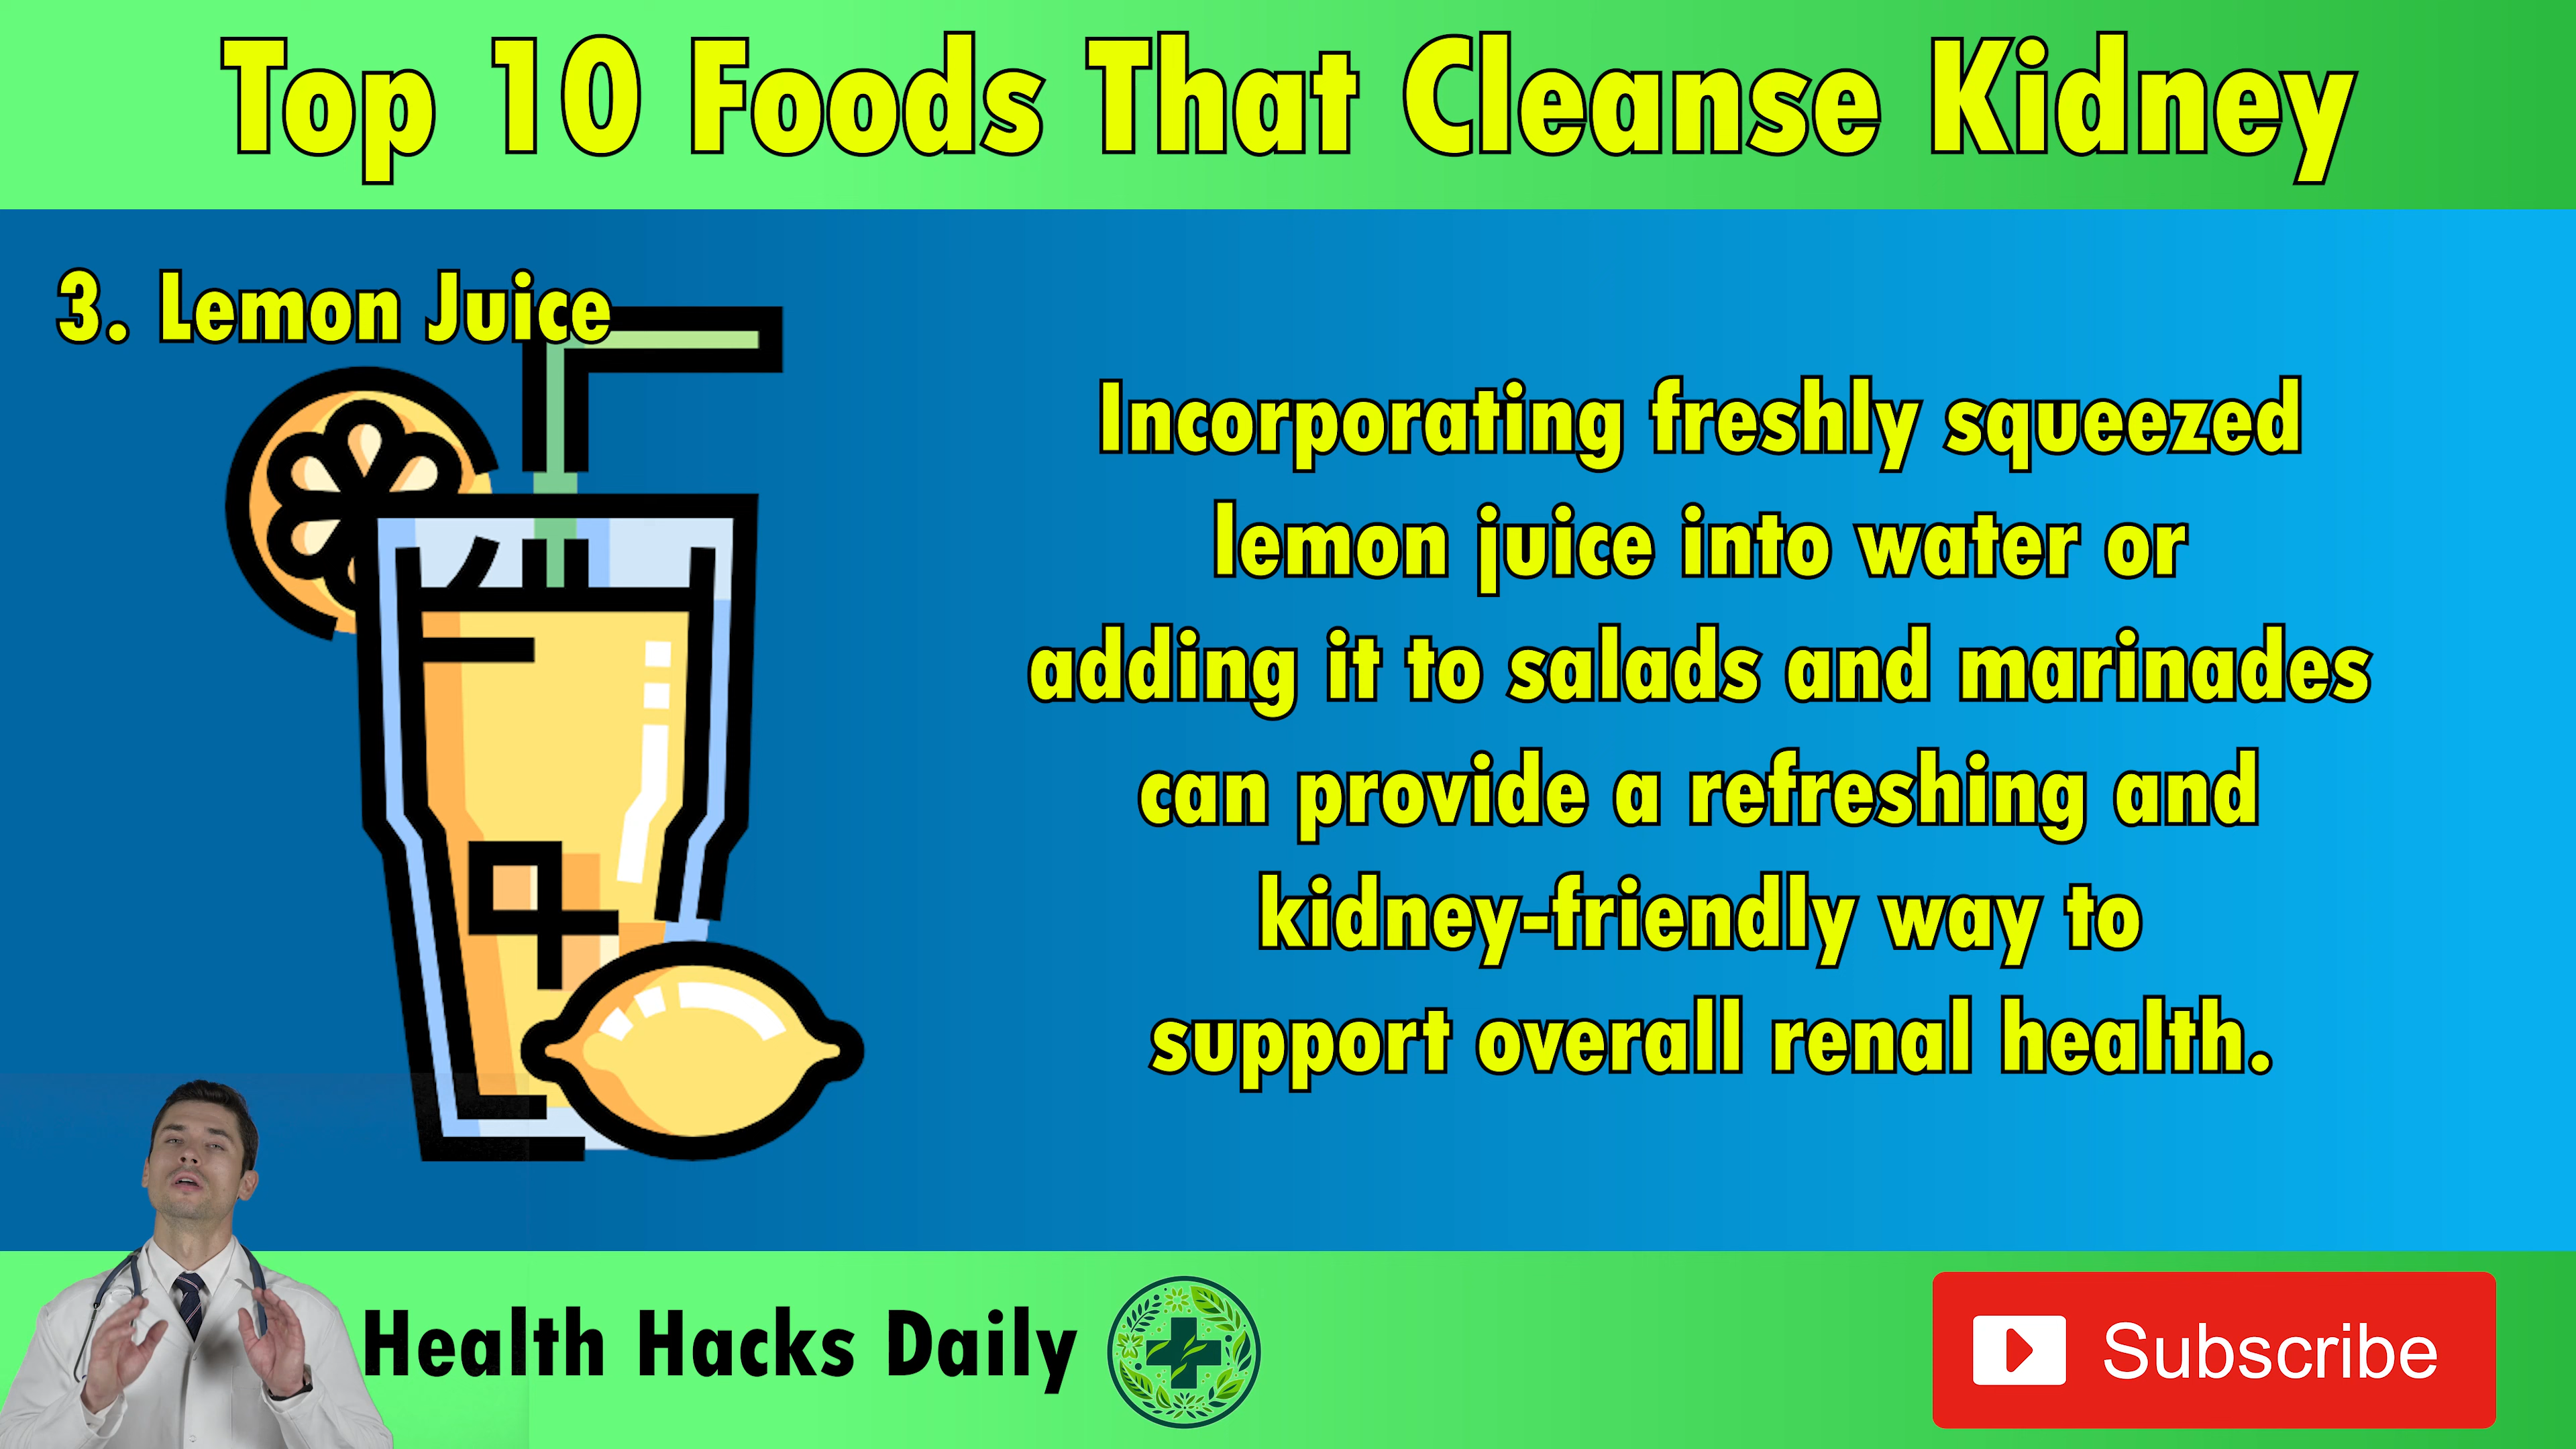 Top 10 Foods That Cleanse Kidney
3. Lemon Juice
Incorporating freshly squeezed
lemon juice into water or
adding it to salads and marinades
can provide a refreshing and
kidney-friendly way to
support overall renal health.
Health Hacks Daily
Subscribe